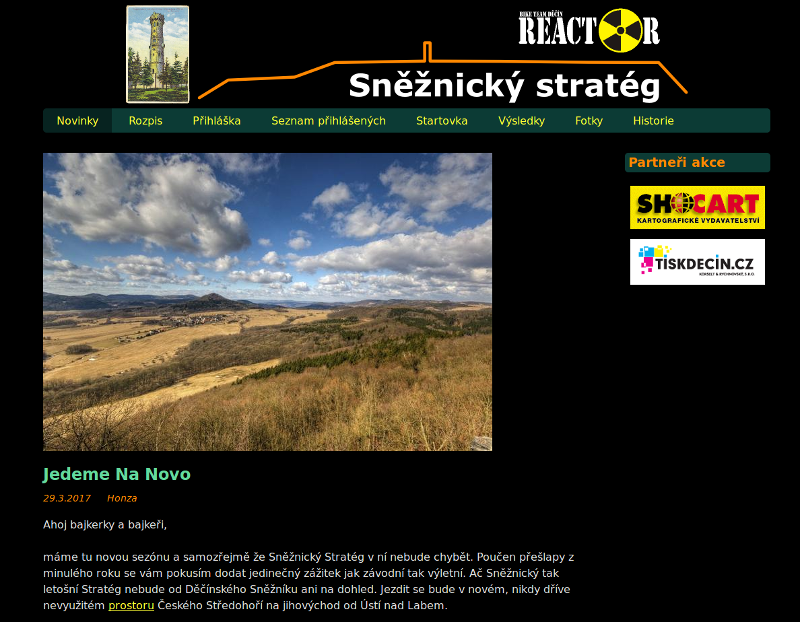 BIKE TEAM DĚČÍN
REACTOR
Sněžnický stratég
Novinky Rozpis Přihláška Seznam přihlášených Startovka Výsledky Fotky Historie
Partneři akce
SHOCART
KARTOGRAFICKÉ VYDAVATELSTVÍ
TISKDECIN.CZ
Jedeme Na Novo
29.3.2017 Honza
Ahoj bajkerky a bajkeři,
máme tu novou sezónu a samozřejmě že Sněžnický Stratég v ní nebude chybět. Poučen přešlapy z
minulého roku se vám pokusím dodat jedinečný zážitek jak závodní tak výletní. Ač Sněžnický tak
letošní Stratég nebude od Děčínského Sněžníku ani na dohled. Jezdit se bude v novém, nikdy dříve
nevyužitém prostoru Českého Středohoří na jihovýchod od Ústí nad Labem.